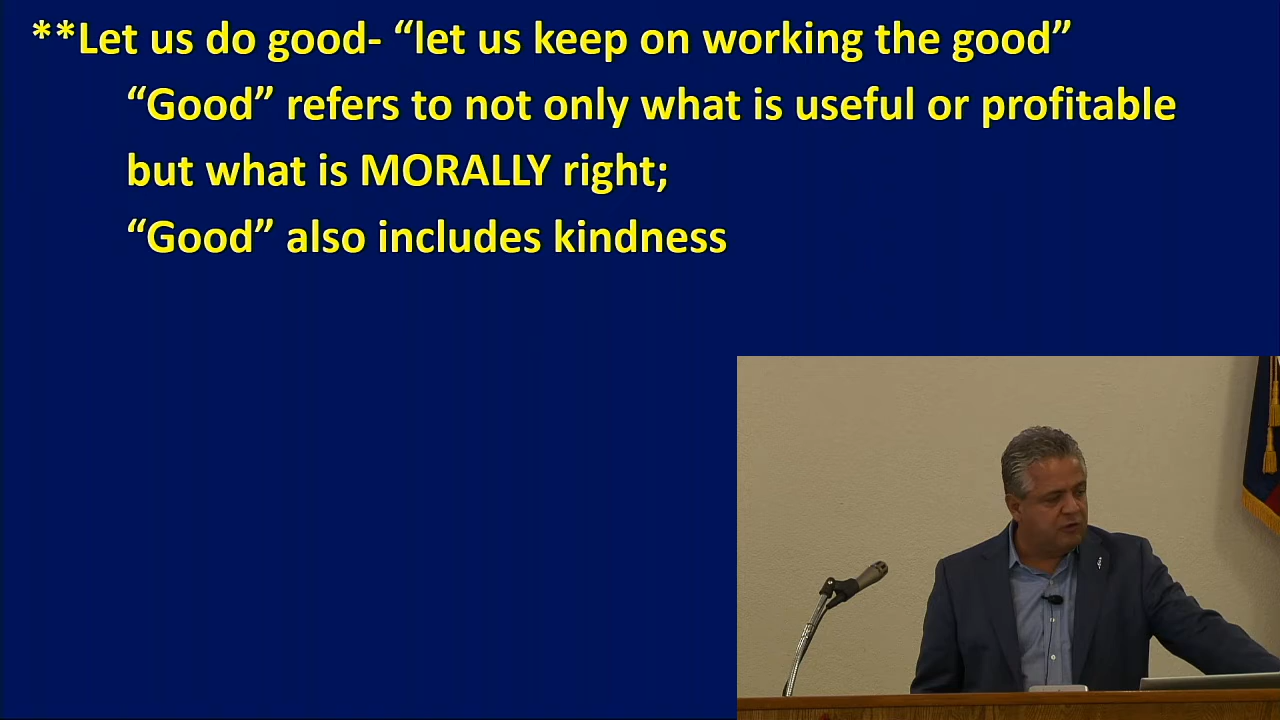 **Let us do good- “let us keep on working the good”
“Good” refers to not only what is useful or profitable
but what is MORALLY right;
“Good” also includes kindness